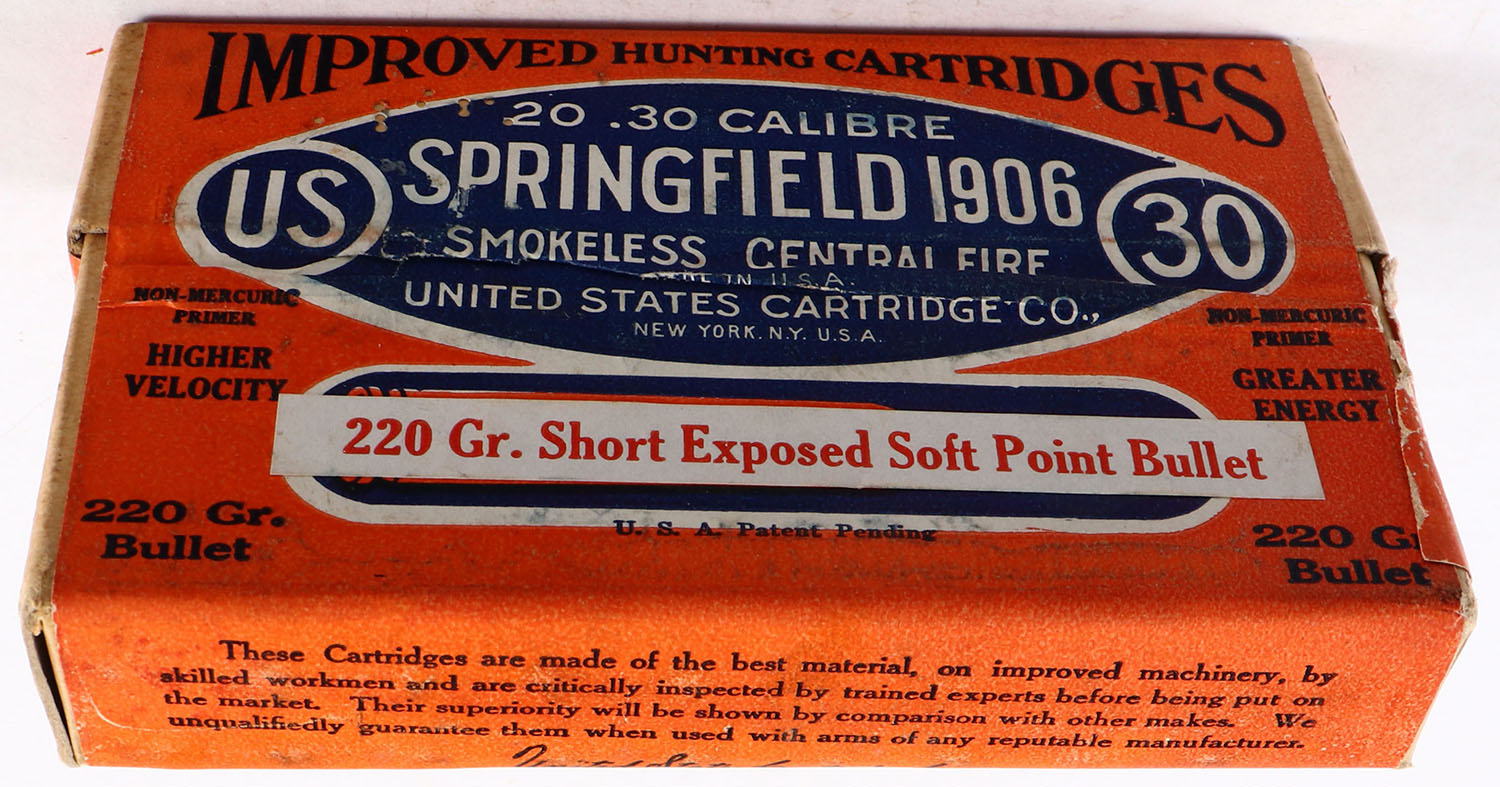 IMPROVED HUNTING CARTRIDGES
20 .30 CALIBRE
US
SPRINGFIELD 1906
30
SMOKELESS CENTRAL FIRE
IN U.S.A.
UNITED STATES CARTRIDGE CO.,
NEW YORK. N.Y. U.S.A.
NON-MERCURIC
PRIMER
HIGHER
VELOCITY
NON-MERCURIC
PRIMER
GREATER
ENERGY
220 Gr. Short Exposed Soft Point Bullet
U. S. A. Patent Pending
220 Gr.
Bullet
220 G
Bullet
These Cartridges are made of the best material, on improved machinery, by
skilled workmen and are critically inspected by trained experts before being put on
the market. Their superiority will be shown by comparison with other makes. We
unqualifiedly guarantee them when used with arms of any reputable manufacturer.